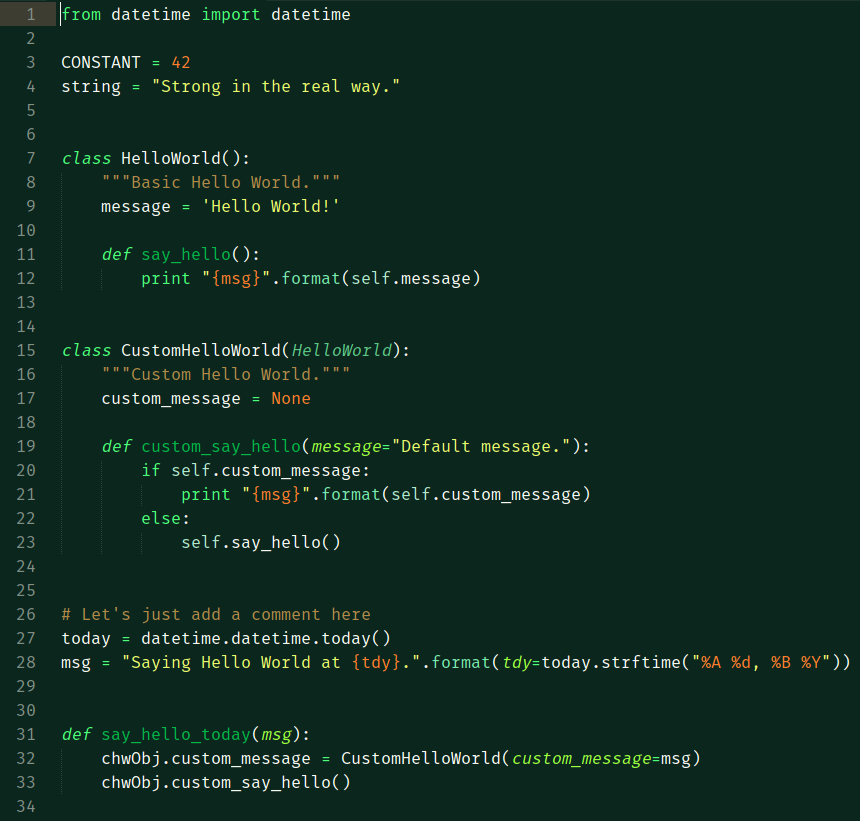 1 from datetime import datetime
2
3 CONSTANT = 42
4 string = "Strong in the real way."
5
6
7 class HelloWorld():
8     """Basic Hello World."""
9     message = 'Hello World!'
10
11     def say_hello():
12         print "{msg}".format(self.message)
13
14
15 class CustomHelloWorld(HelloWorld):
16     """Custom Hello World."""
17     custom_message = None
18
19     def custom_say_hello(message="Default message."):
20         if self.custom_message:
21             print "{msg}".format(self.custom_message)
22         else:
23             self.say_hello()
24
25
26 # Let's just add a comment here
27 today = datetime.datetime.today()
28 msg = "Saying Hello World at {tdy}.".format(tdy=today.strftime("%A %d, %B %Y"))
29
30
31 def say_hello_today(msg):
32     chwObj.custom_message = CustomHelloWorld(custom_message=msg)
33     chwObj.custom_say_hello()
34